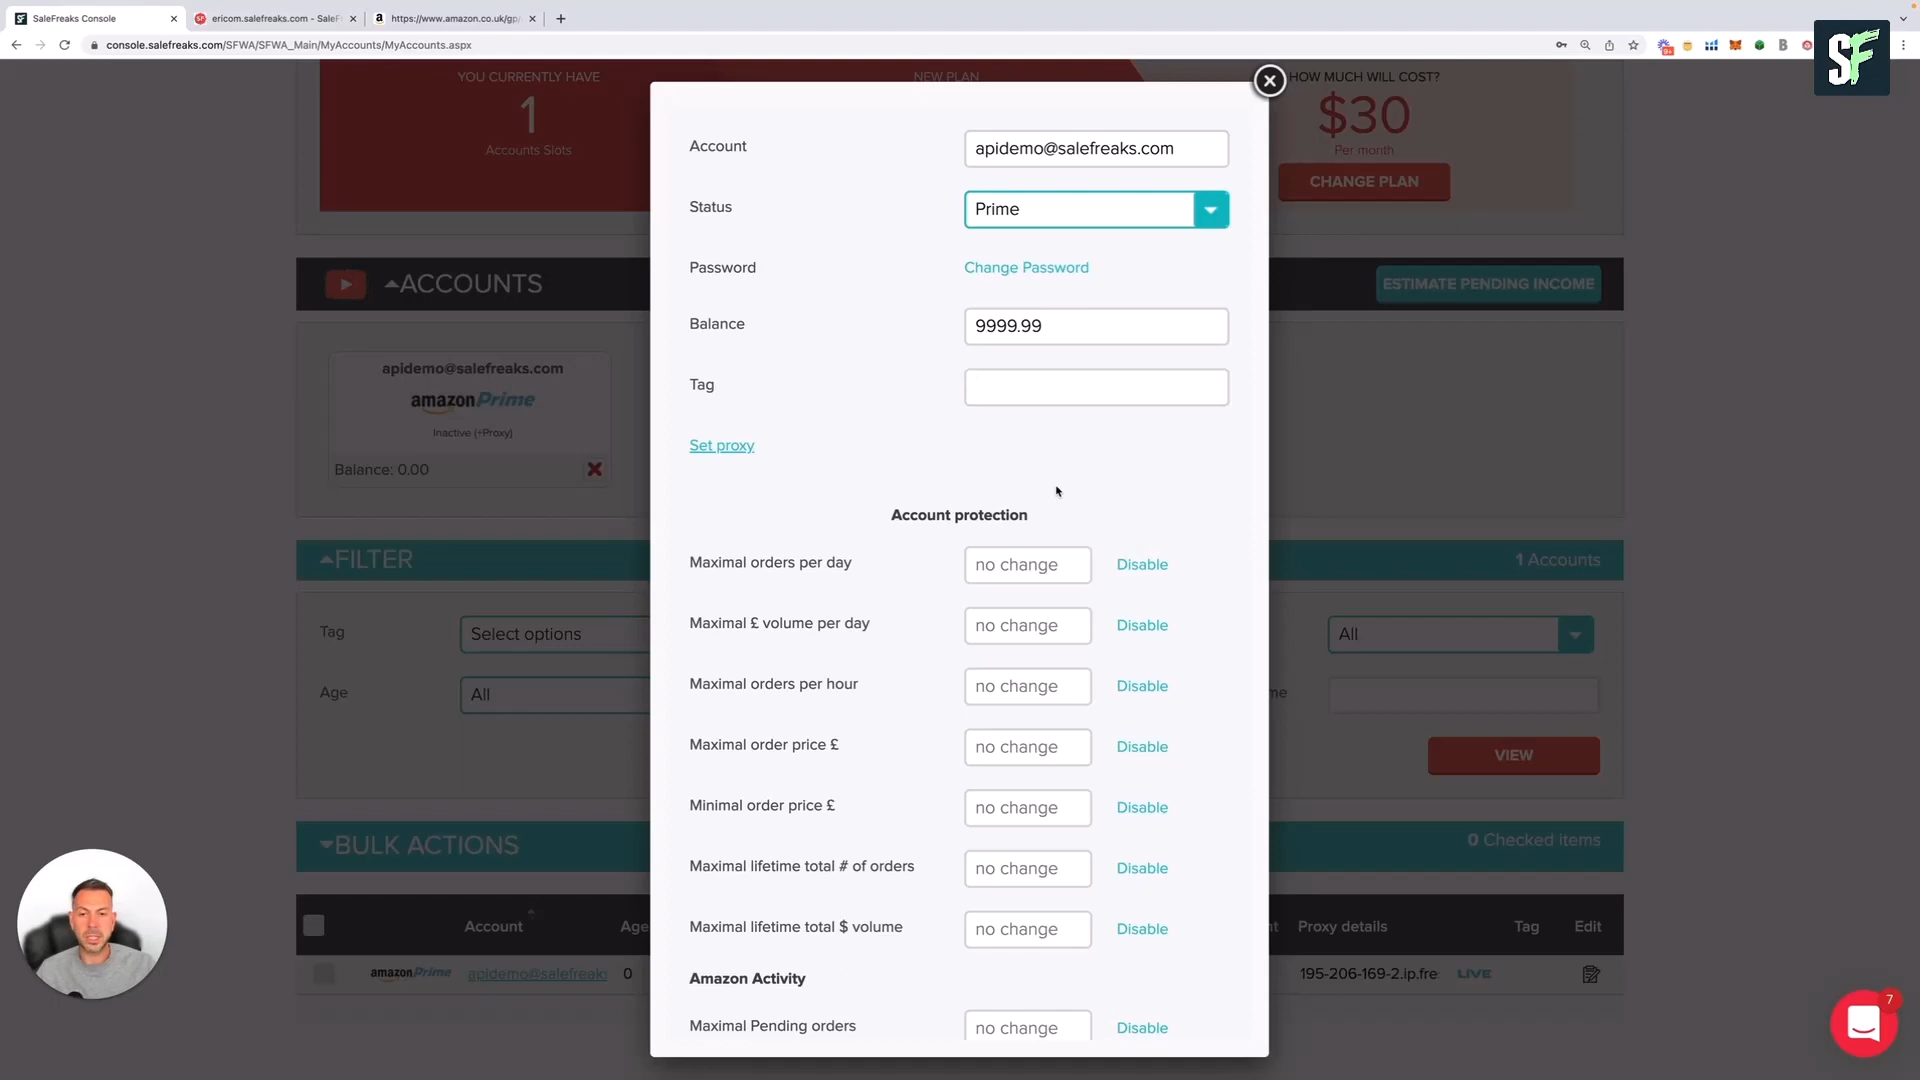 SaleFreaks Console
ericom.salefreaks.com - SaleF
https://www.amazon.co.uk/gp/
console.salefreaks.com/SFWA/SFWA_Main/MyAccounts/MyAccounts.aspx
SF
YOU CURRENTLY HAVE
1
Accounts Slots
NEW PLAN
HOW MUCH WILL COST?
$30
Per month
CHANGE PLAN
ACCOUNTS
ESTIMATE PENDING INCOME
apidemo@salefreaks.com
amazonPrime
Inactive (+Proxy)
Balance: 0.00
FILTER
1 Accounts
Tag
Select options
All
Age
All
me
VIEW
BULK ACTIONS
0 Checked items
Account
Age
nt
Proxy details
Tag
Edit
amazonPrime
apidemo@salefreak
0
195-206-169-2.ip.fre
LIVE
Account
apidemo@salefreaks.com
Status
Prime
Password
Change Password
Balance
9999.99
Tag
Set proxy
Account protection
Maximal orders per day
no change
Disable
Maximal £ volume per day
no change
Disable
Maximal orders per hour
no change
Disable
Maximal order price £
no change
Disable
Minimal order price £
no change
Disable
Maximal lifetime total # of orders
no change
Disable
Maximal lifetime total $ volume
no change
Disable
Amazon Activity
Maximal Pending orders
no change
Disable
7